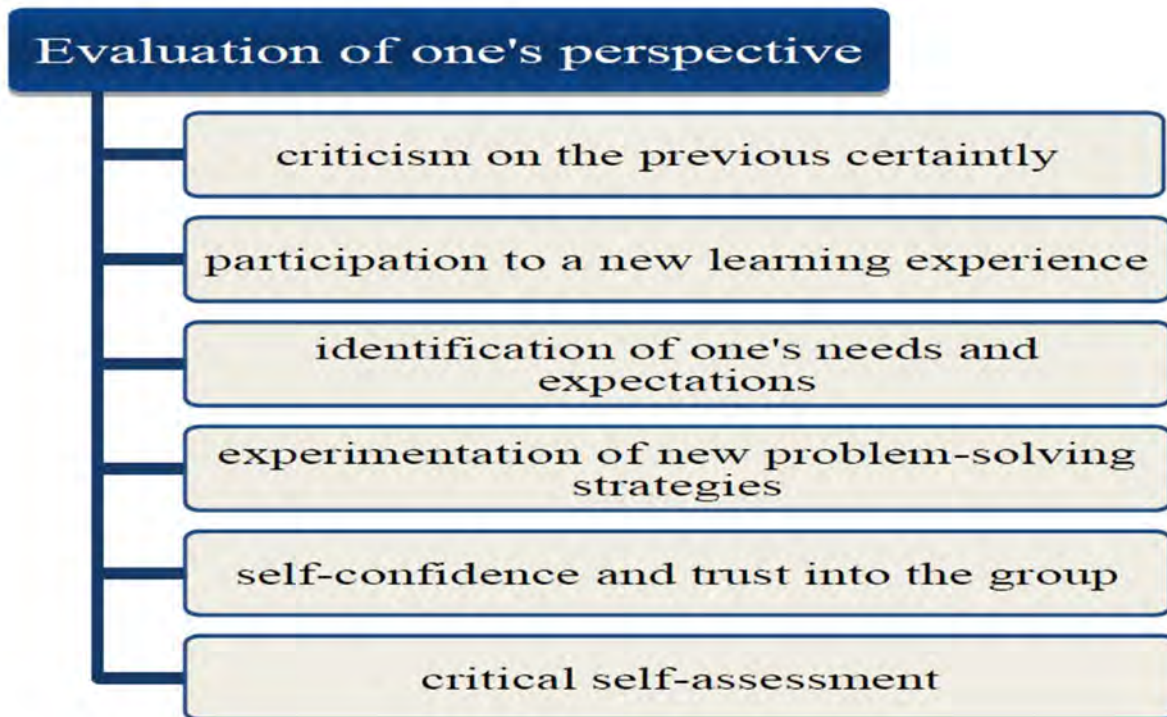 Evaluation of one's perspective
criticism on the previous certaintly
participation to a new learning experience
identification of one's needs and
expectations
experimentation of new problem-solving
strategies
self-confidence and trust into the group
critical self-assessment